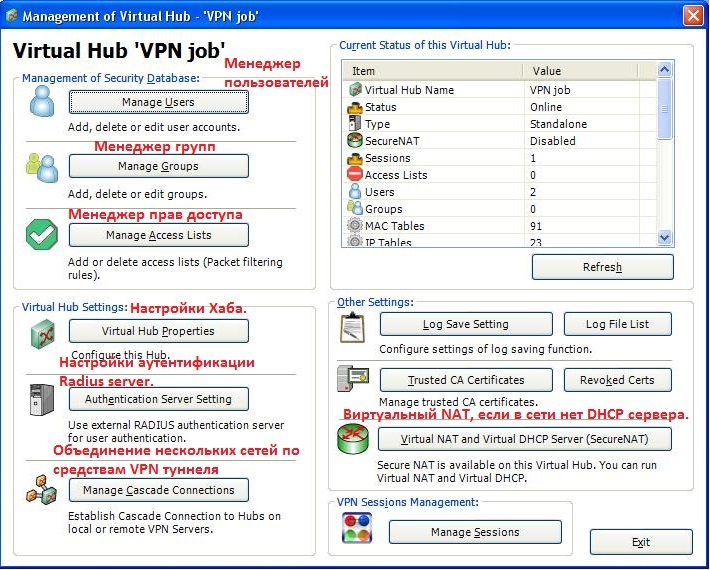 Management of Virtual Hub - 'VPN job'
Virtual Hub 'VPN job'
Management of Security Database:
Менеджер
пользователей
Manage Users
Add, delete or edit user accounts.
Менеджер групп
Manage Groups
Add, delete or edit groups.
Менеджер прав доступа
Manage Access Lists
Add or delete access lists (Packet filtering
rules).
Virtual Hub Settings:
Настройки Хаба.
Virtual Hub Properties
Configure this Hub.
Настройки аутентификации
Radius server.
Authentication Server Setting
Use external RADIUS authentication server
for user authentication.
Объединение нескольких сетей по
средствам VPN туннеля
Manage Cascade Connections
Establish Cascade Connection to Hubs on
local or remote VPN Servers.
Current Status of this Virtual Hub:
Item Value
Virtual Hub Name VPN job
Status Online
Type Standalone
SecureNAT Disabled
Sessions 1
Access Lists 0
Users 2
Groups 0
MAC Tables 91
IP Tables 23
Refresh
Other Settings:
Log Save Setting
Log File List
Configure settings of log saving function.
Trusted CA Certificates
Revoked Certs
Manage trusted CA certificates.
Виртуальный NAT, если в сети нет DHCP сервера.
Virtual NAT and Virtual DHCP Server (SecureNAT)
Secure NAT is available on this Virtual Hub. You can run
Virtual NAT and Virtual DHCP.
VPN Sessions Management:
Manage Sessions
Exit